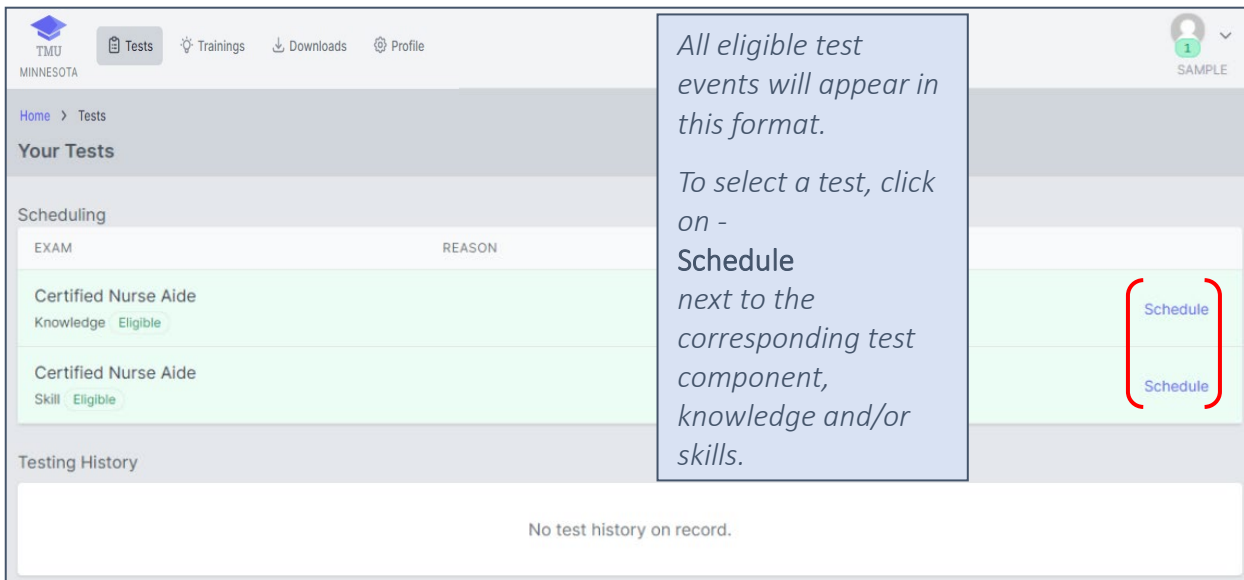 TMU
MINNESOTA
Tests
Trainings
Downloads
Profile
1
SAMPLE
Home > Tests
Your Tests
All eligible test
events will appear in
this format.
To select a test, click
on -
Schedule
next to the
corresponding test
component,
knowledge and/or
skills.
Scheduling
EXAM REASON
Certified Nurse Aide
Knowledge Eligible
Schedule
Certified Nurse Aide
Skill Eligible
Schedule
Testing History
No test history on record.